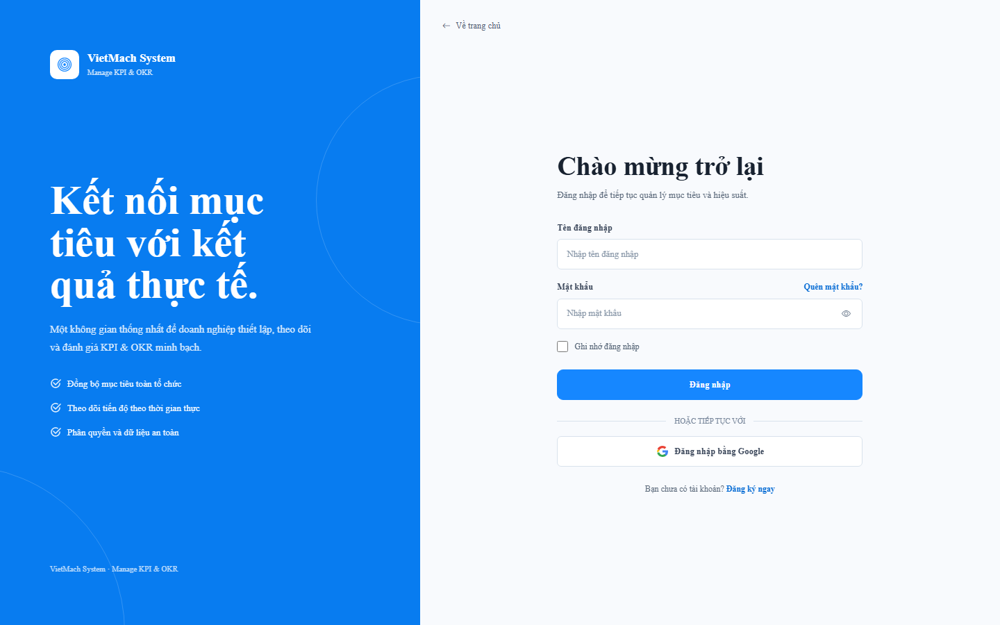 VietMach System
Manage KPI & OKR
Kết nối mục
tiêu với kết
quả thực tế.
Một không gian thống nhất để doanh nghiệp thiết lập, theo dõi
và đánh giá KPI & OKR minh bạch.
Đồng bộ mục tiêu toàn tổ chức
Theo dõi tiến độ theo thời gian thực
Phân quyền và dữ liệu an toàn
VietMach System · Manage KPI & OKR
Về trang chủ
Chào mừng trở lại
Đăng nhập để tiếp tục quản lý mục tiêu và hiệu suất.
Tên đăng nhập
Nhập tên đăng nhập
Mật khẩu
Quên mật khẩu?
Nhập mật khẩu
Ghi nhớ đăng nhập
Đăng nhập
HOẶC TIẾP TỤC VỚI
Đăng nhập bằng Google
Bạn chưa có tài khoản? Đăng ký ngay